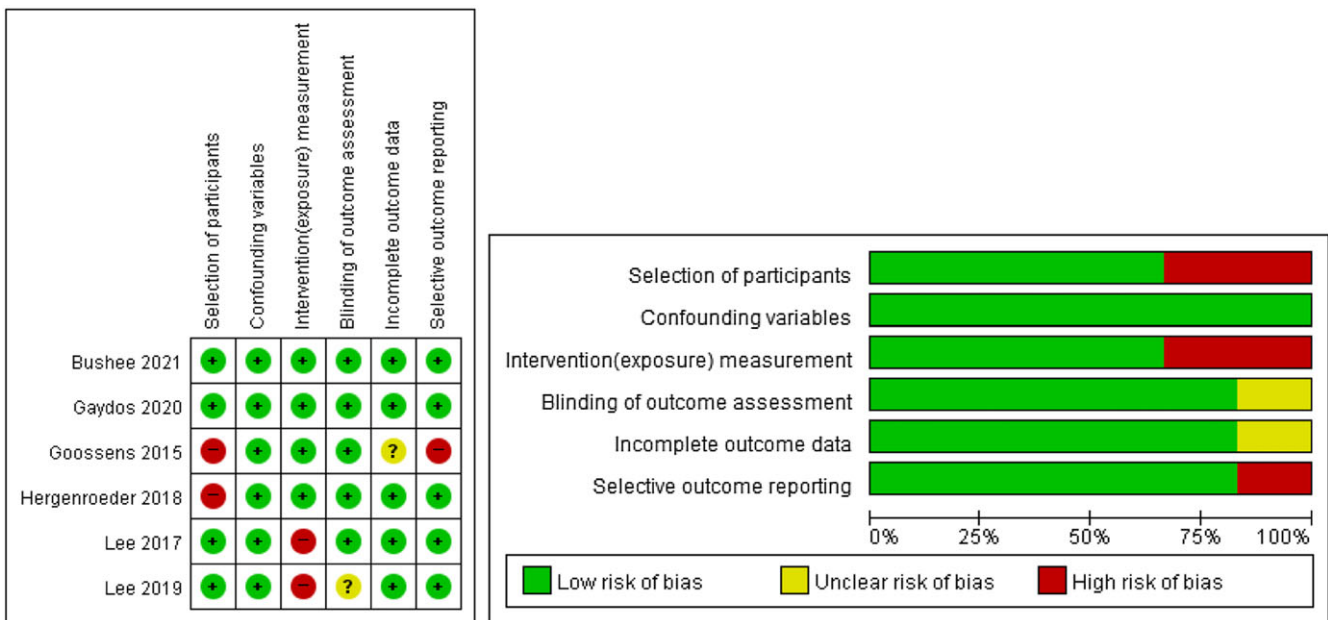 Selection of participants
Confounding variables
Intervention(exposure) measurement
Blinding of outcome assessment
Incomplete outcome data
Selective outcome reporting
Bushee 2021 + + + + + +
Gaydos 2020 + + + + + +
Goossens 2015 − + + + ? −
Hergenroeder 2018 − + + + + +
Lee 2017 + + − + + +
Lee 2019 + + − ? + +
Selection of participants
Confounding variables
Intervention(exposure) measurement
Blinding of outcome assessment
Incomplete outcome data
Selective outcome reporting
0% 25% 50% 75% 100%
Low risk of bias Unclear risk of bias High risk of bias